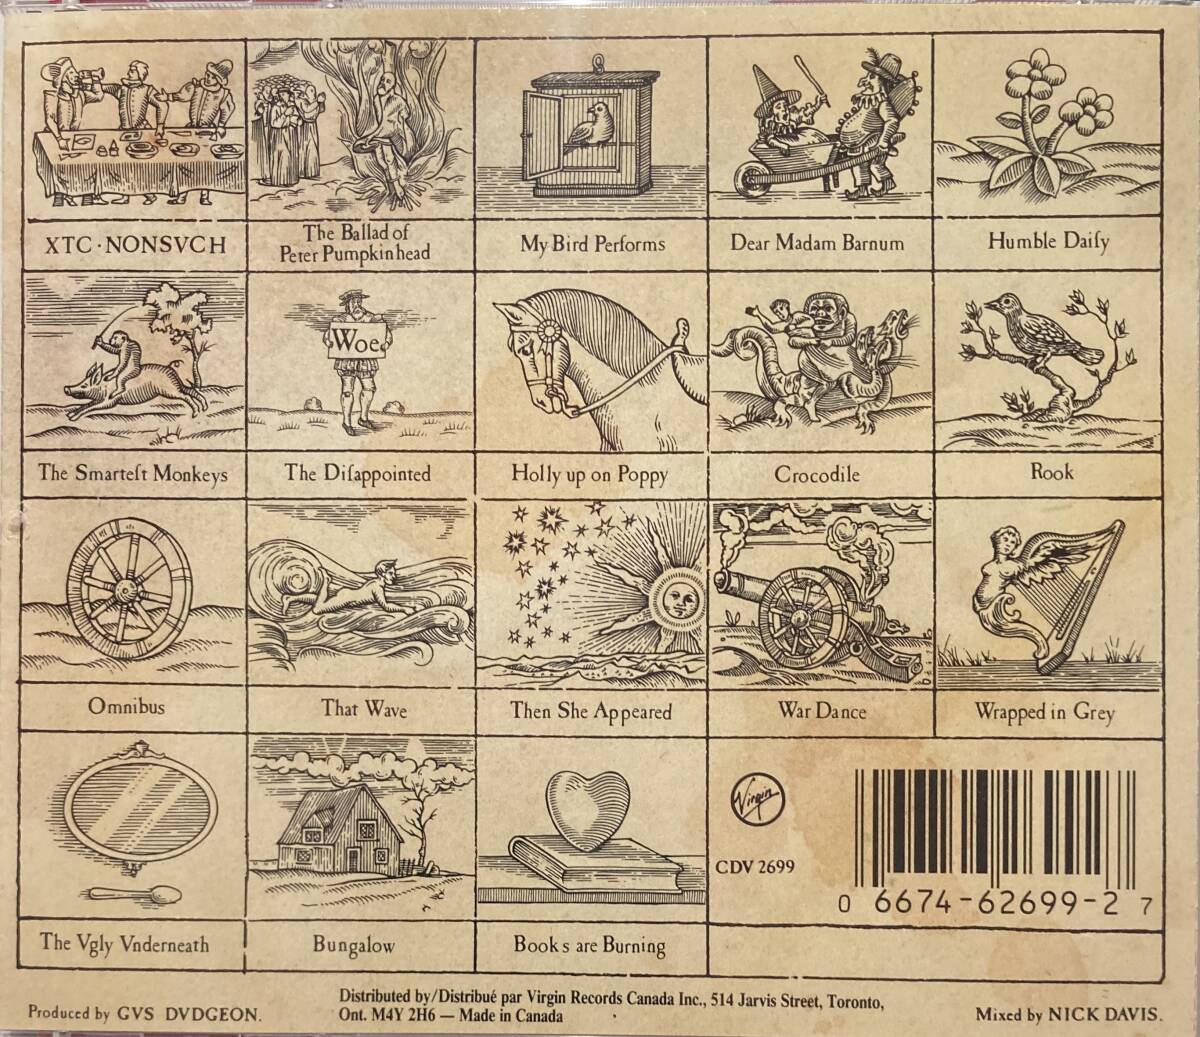 XTC · NONSVCH
The Ballad of
Peter Pumpkinhead
My Bird Performs
Dear Madam Barnum
Humble Daiſy
Woe
The Smarteſt Monkeys
The Diſappointed
Holly up on Poppy
Crocodile
Rook
Omnibus
That Wave
Then She Appeared
War Dance
Wrapped in Grey
Virgin
CDV 2699
0 6674-62699-2 7
The Vgly Vnderneath
Bungalow
Books are Burning
Produced by GVS DVDGEON.
Distributed by/Distribué par Virgin Records Canada Inc., 514 Jarvis Street, Toronto,
Ont. M4Y 2H6 — Made in Canada
Mixed by NICK DAVIS.